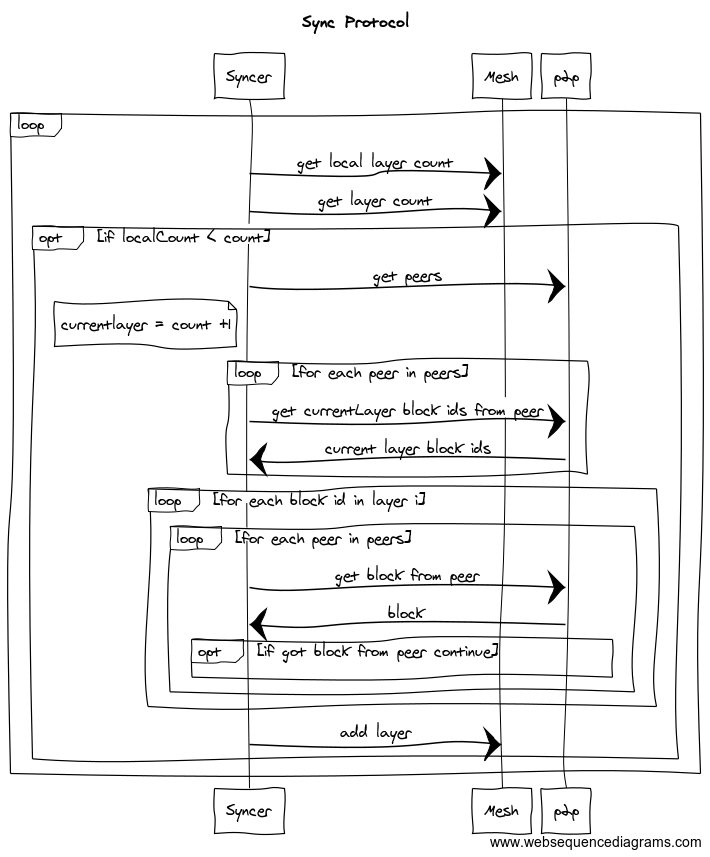 Sync Protocol
Syncer
Mesh
p2p
loop
get local layer count
get layer count
opt
[if localCount < count]
get peers
currentlayer = count +1
loop
[for each peer in peers]
get currentLayer block ids from peer
current layer block ids
loop
[for each block id in layer i]
loop
[for each peer in peers]
get block from peer
block
opt
[if got block from peer continue]
add layer
Syncer
Mesh
p2p
www.websequencediagrams.com